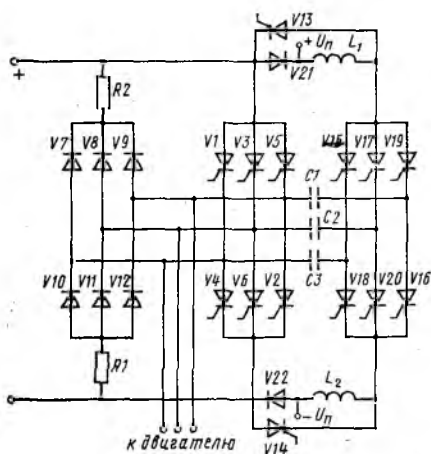 V13
+ Uп L1
+
V21
R2
V7 V8 V9 V1 V3 V5 V15 V17 V19
C1
C2
C3
V10 V11 V12 V4 V6 V2 V18 V20 V16
R1
V22 L2
- Uп
к двигателю
V14